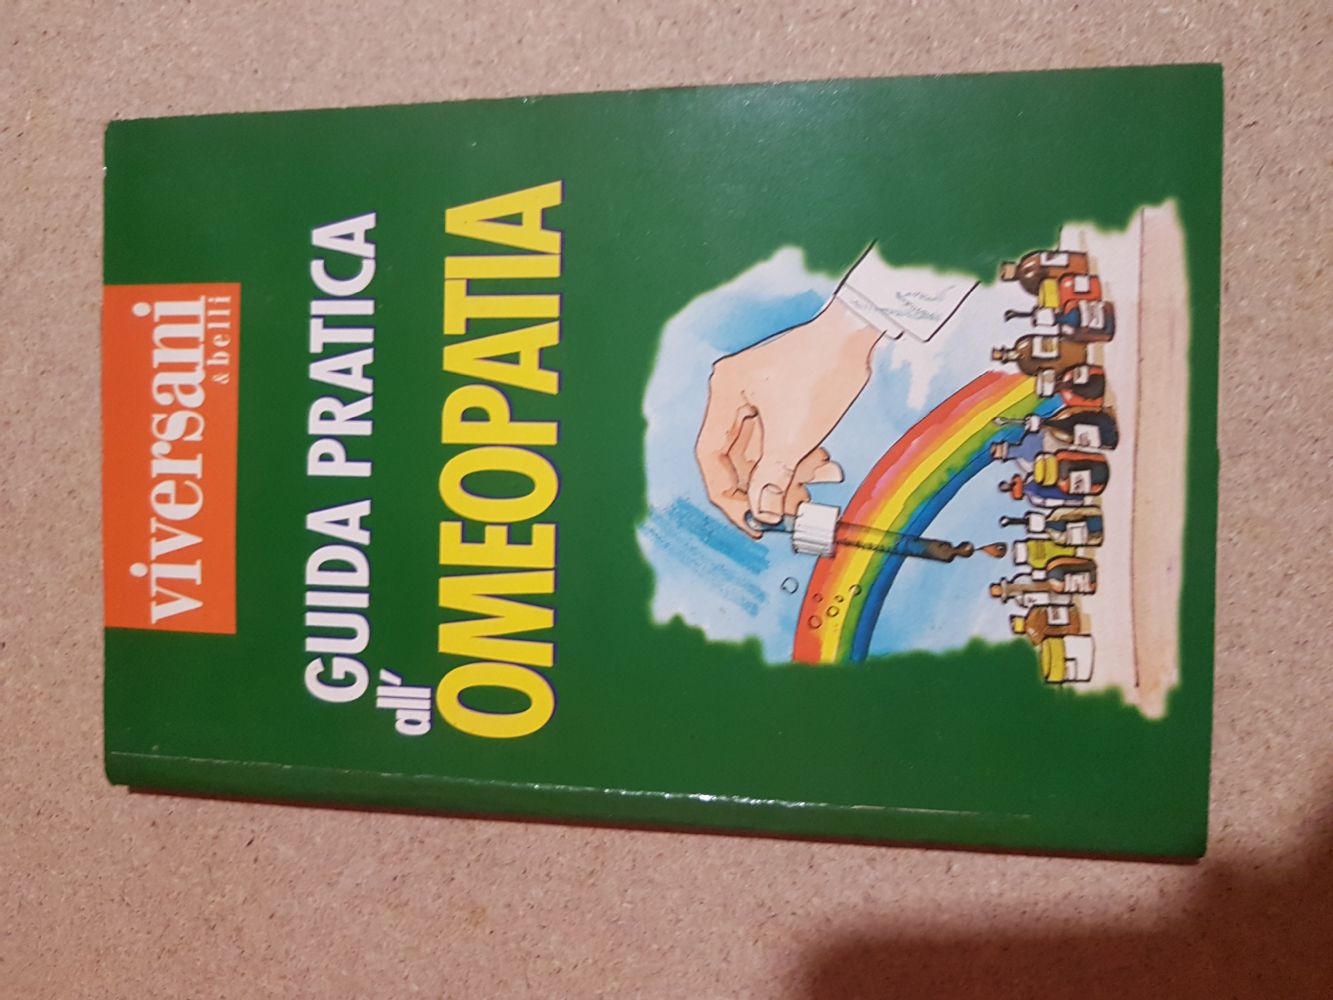 viversani
& belli
GUIDA PRATICA
all'
OMEOPATIA